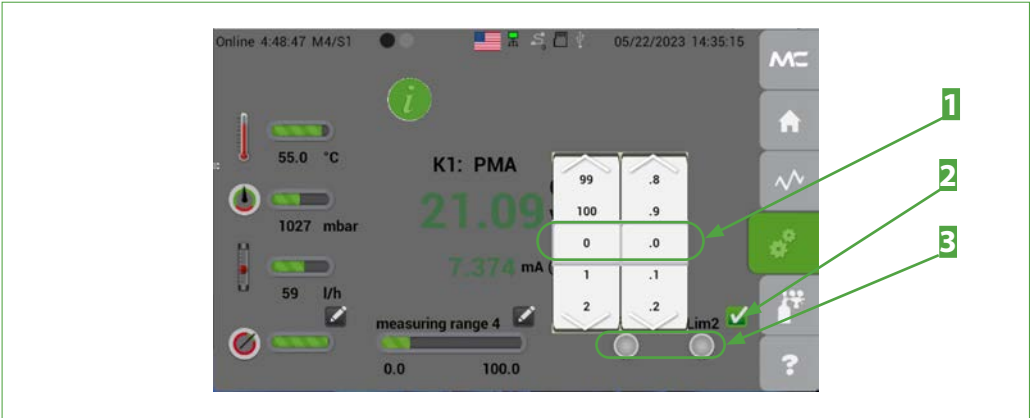 Online 4:48:47 M4/S1
05/22/2023 14:35:15
MC
i
55.0 °C
1027 mbar
59 l/h
K1: PMA
21.09
7.374 mA
measuring range 4
0.0 100.0
99 .8
100 .9
0 .0
1 .1
2 .2
Lim2
?
1
2
3